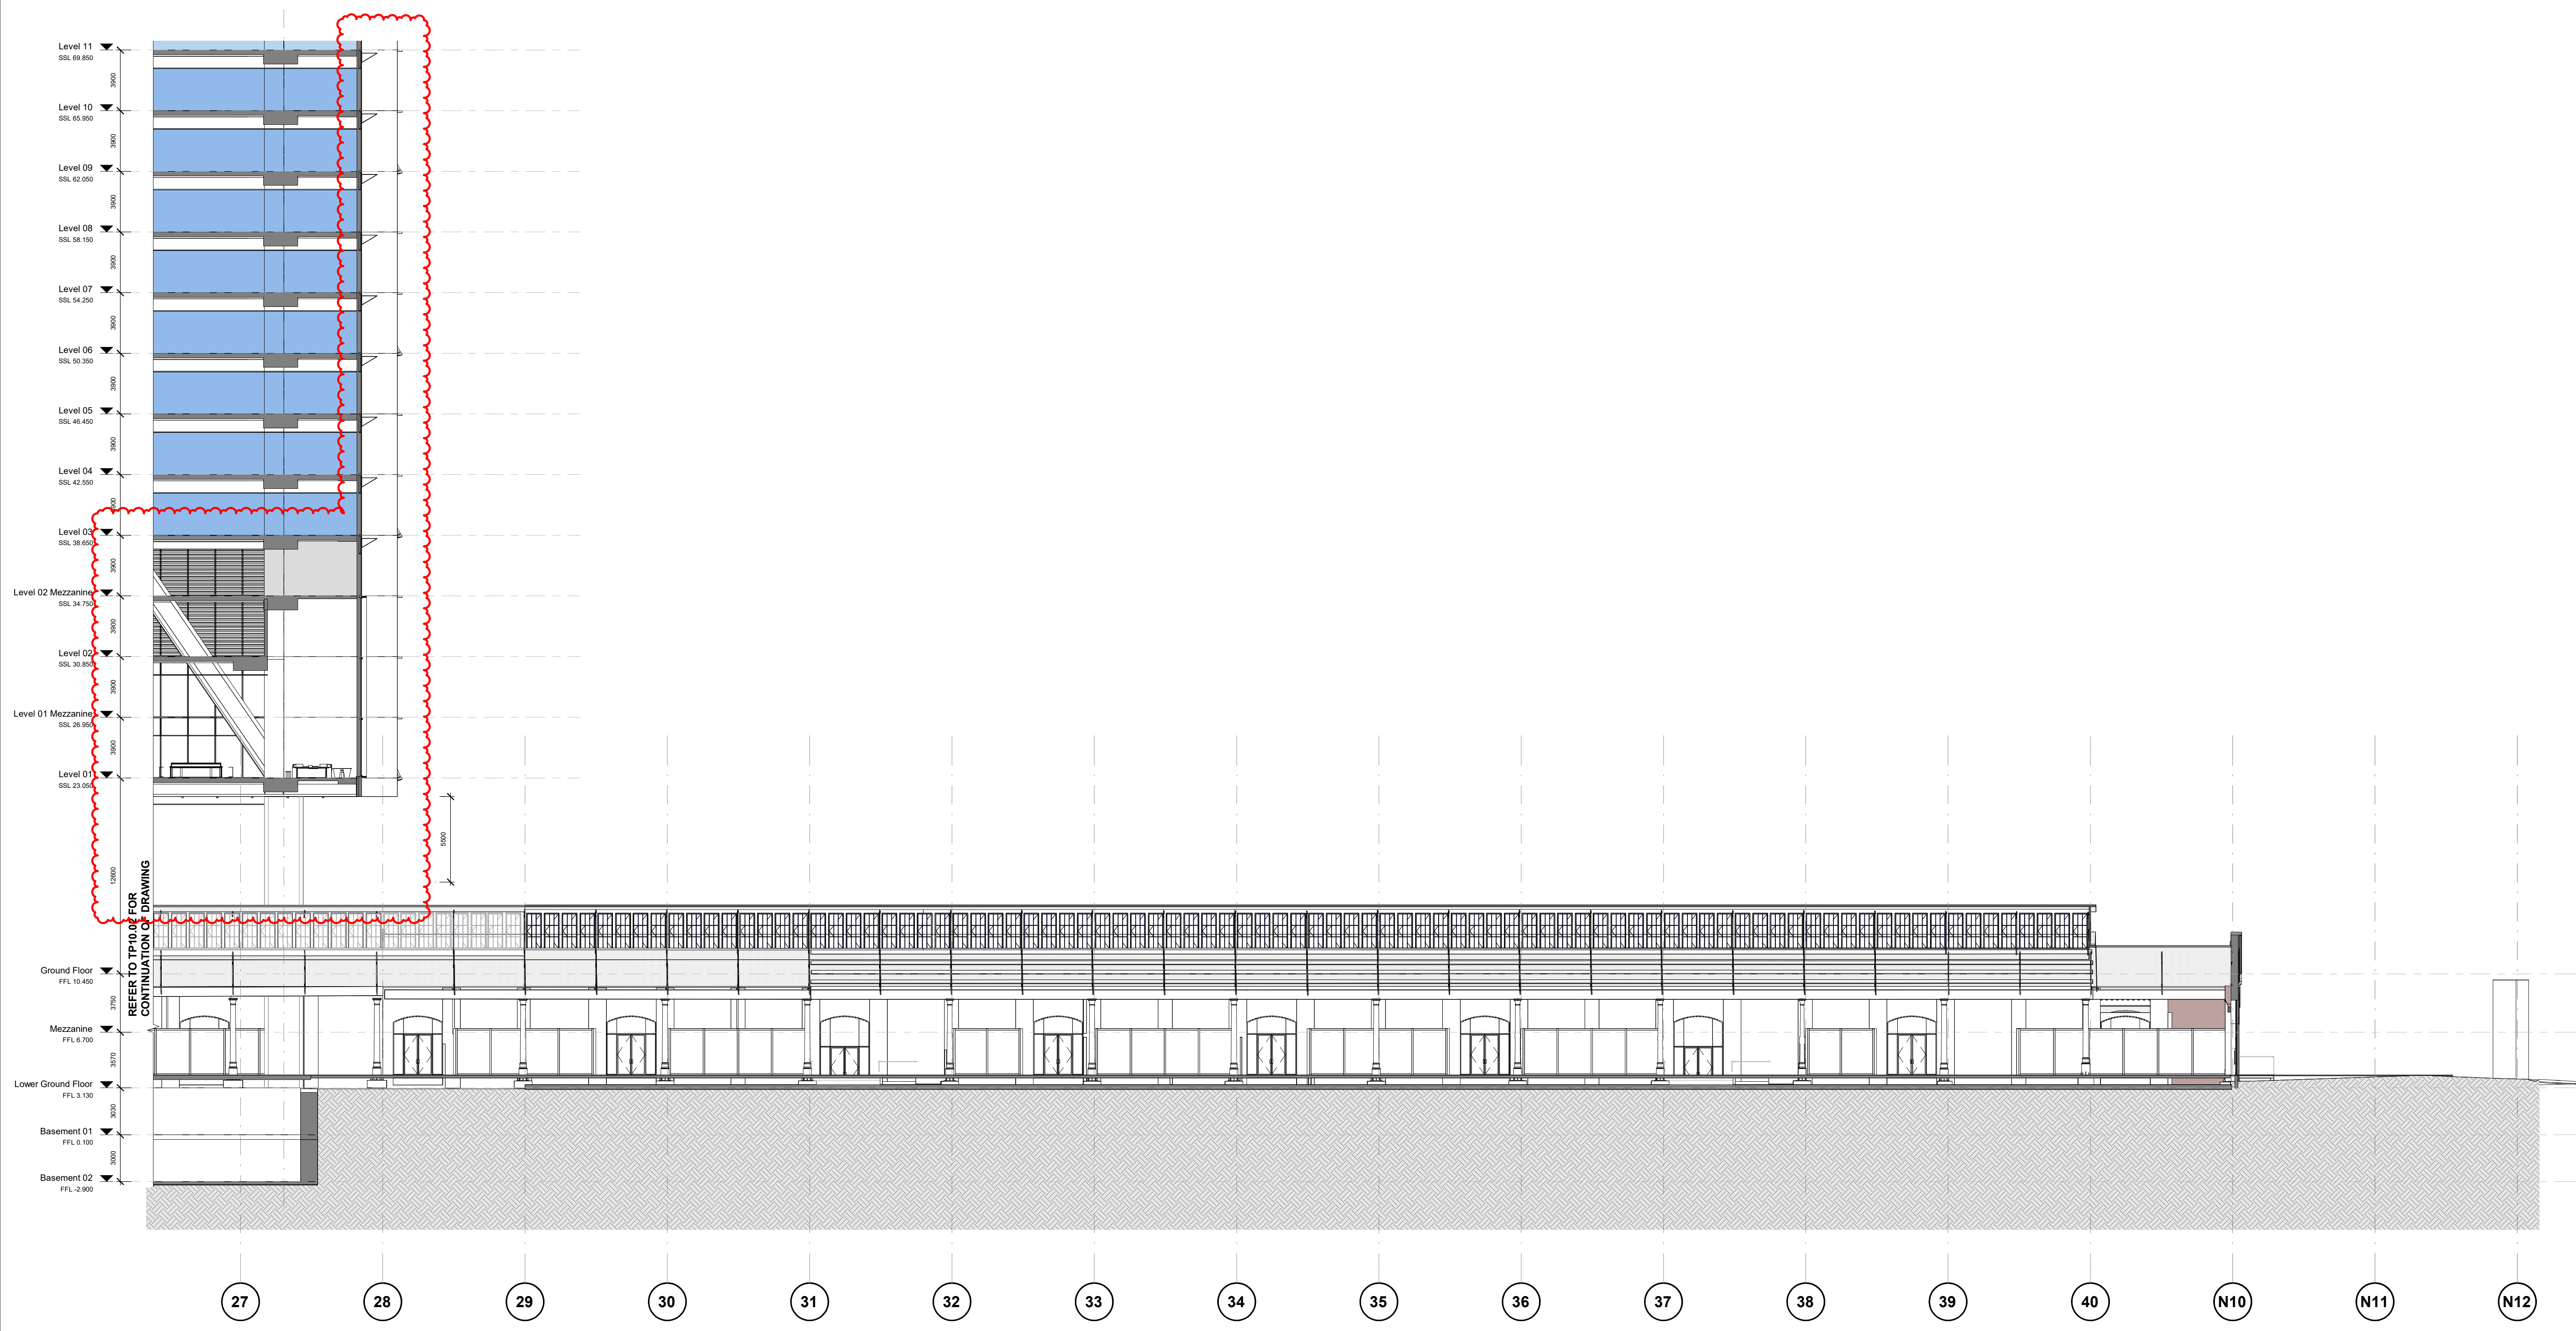 Level 11
SSL 69.850
3900
Level 10
SSL 65.950
3900
Level 09
SSL 62.050
3900
Level 08
SSL 58.150
3900
Level 07
SSL 54.250
3900
Level 06
SSL 50.350
3900
Level 05
SSL 46.450
3900
Level 04
SSL 42.550
Level 03
SSL 38.650
3900
Level 02 Mezzanine
SSL 34.750
3900
Level 02
SSL 30.850
3900
Level 01 Mezzanine
SSL 26.950
3900
Level 01
SSL 23.050
5500
12600
REFER TO FOR
CONTINUATION OF DRAWING
Ground Floor
FFL 10.450
3750
Mezzanine
FFL 6.700
3570
Lower Ground Floor
FFL 3.130
3030
Basement 01
FFL 0.100
3000
Basement 02
FFL -2.900
27 28 29 30 31 32 33 34 35 36 37 38 39 40 N10 N11 N12